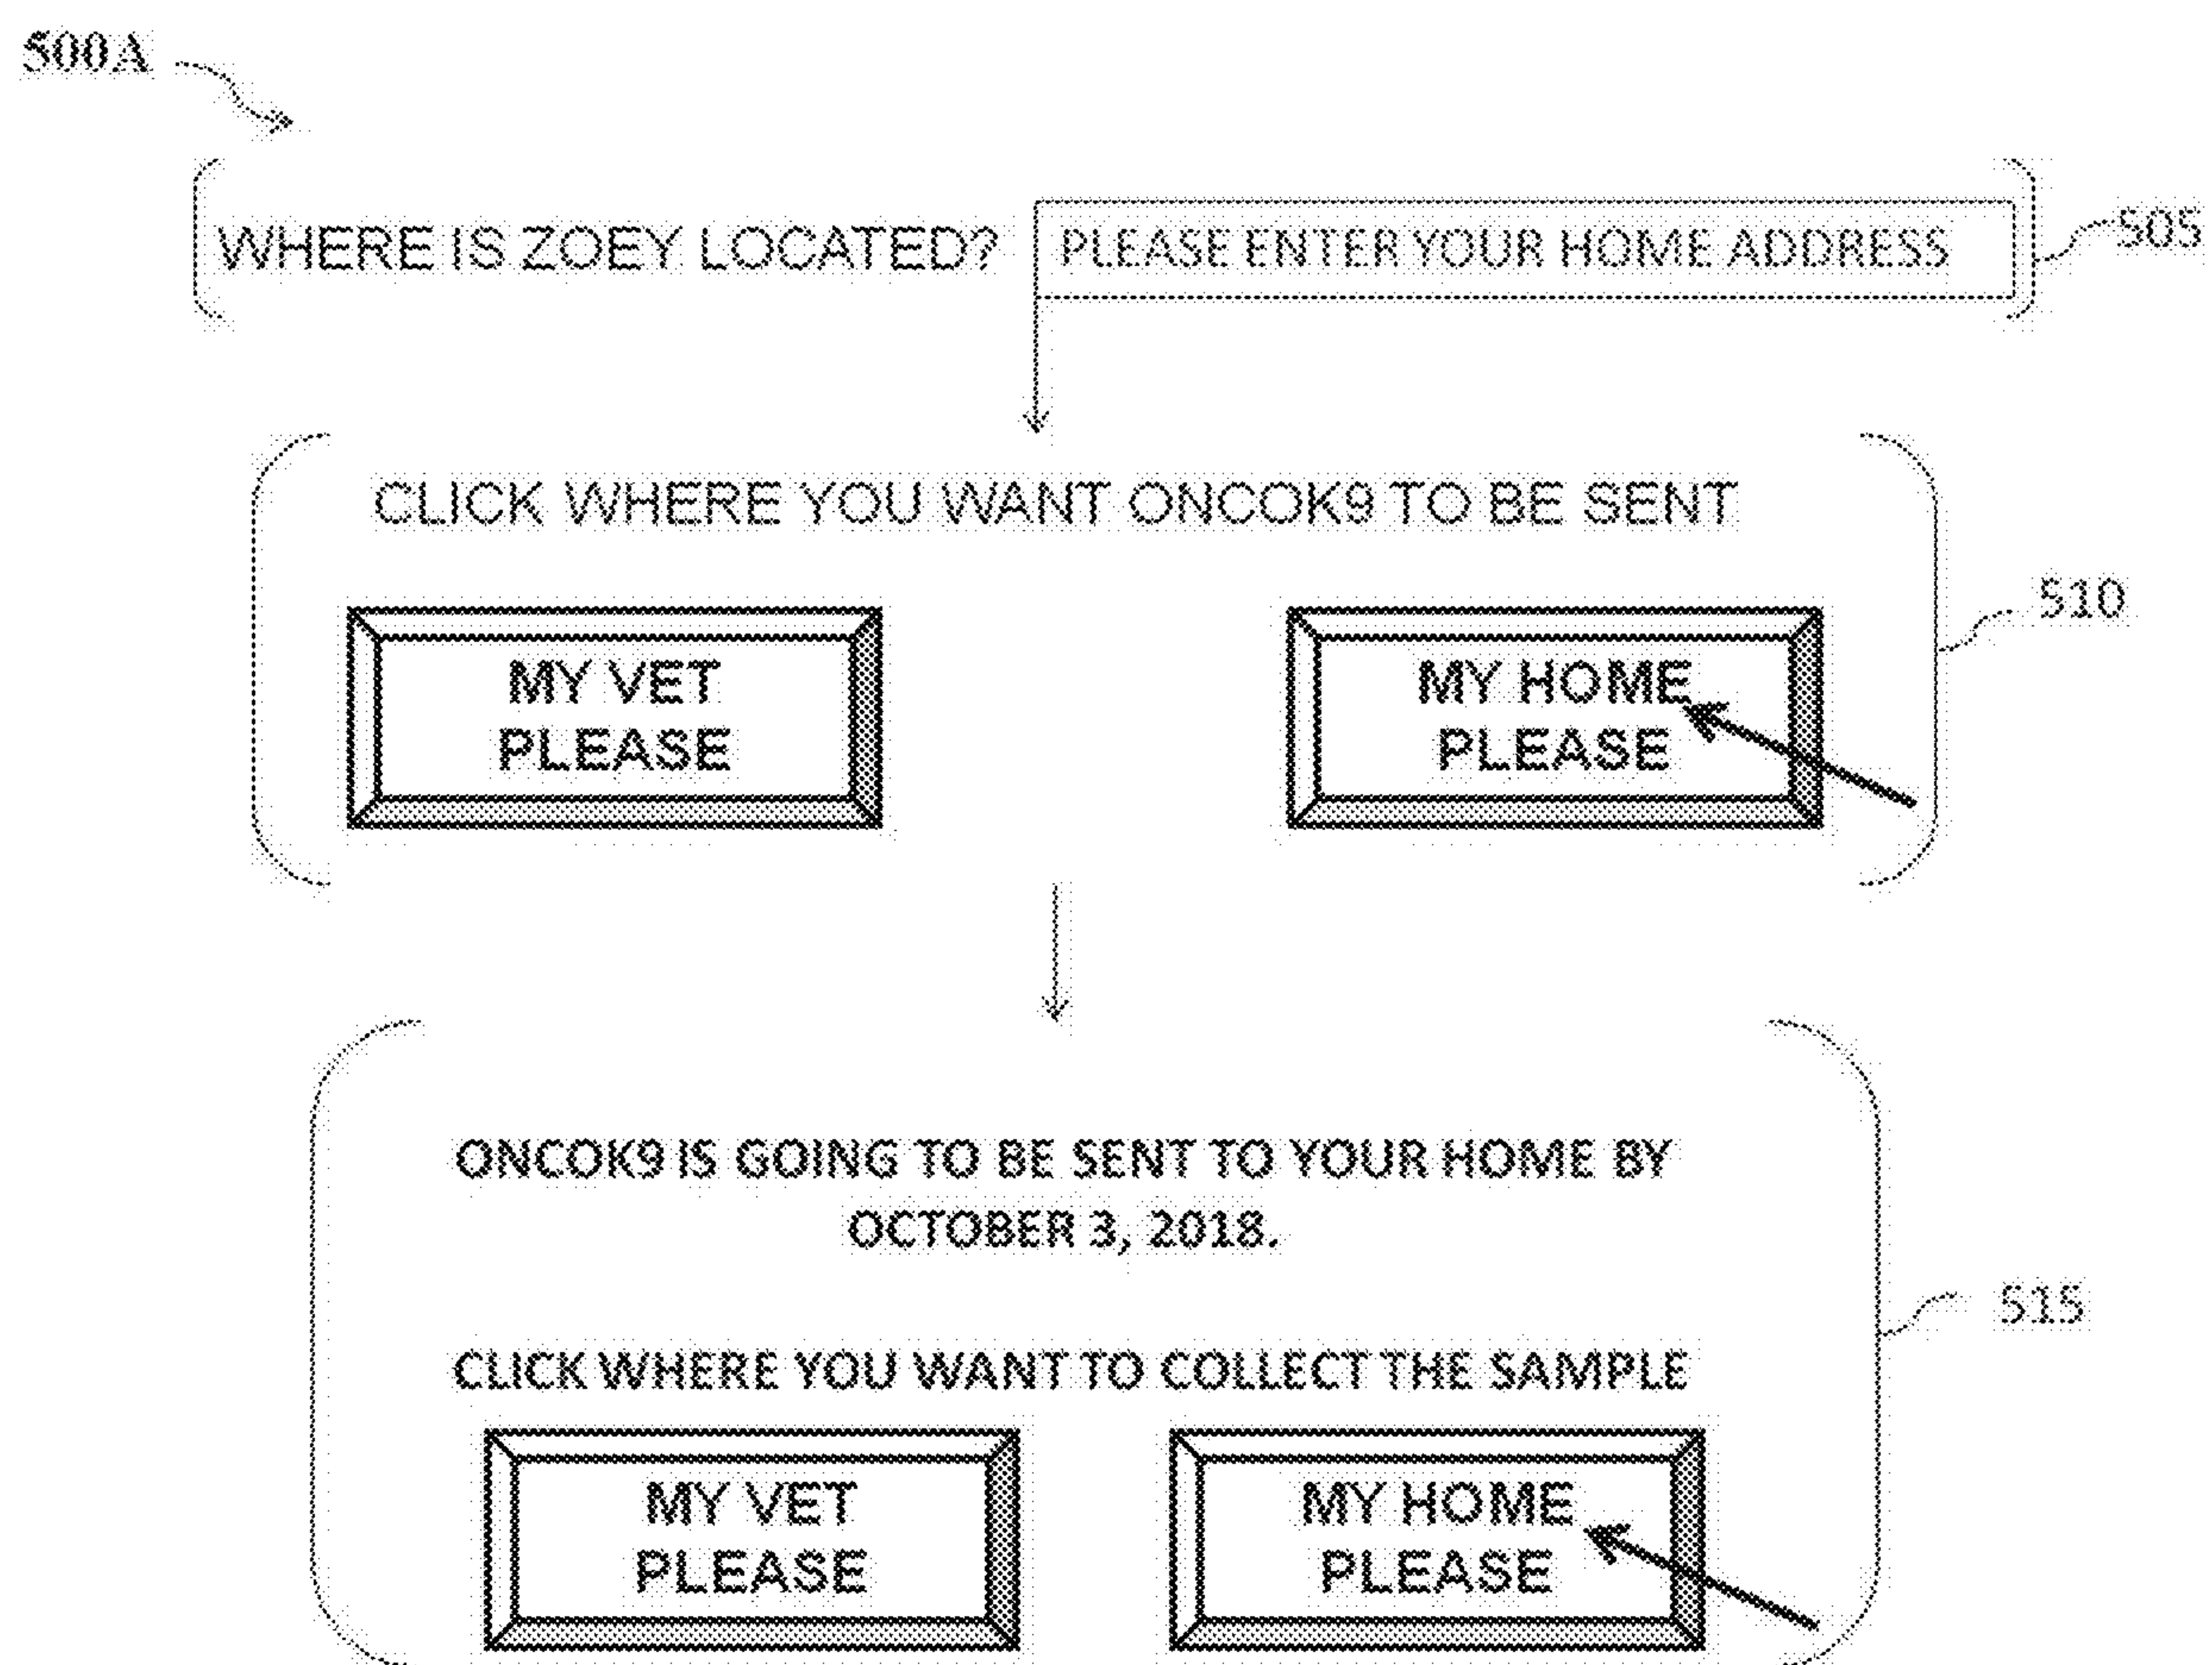 500A
WHERE IS ZOEY LOCATED? PLEASE ENTER YOUR HOME ADDRESS 505
CLICK WHERE YOU WANT ONCOK9 TO BE SENT
510
MY VET
PLEASE
MY HOME
PLEASE
ONCOK9 IS GOING TO BE SENT TO YOUR HOME BY
OCTOBER 3, 2018.
515
CLICK WHERE YOU WANT TO COLLECT THE SAMPLE
MY VET
PLEASE
MY HOME
PLEASE